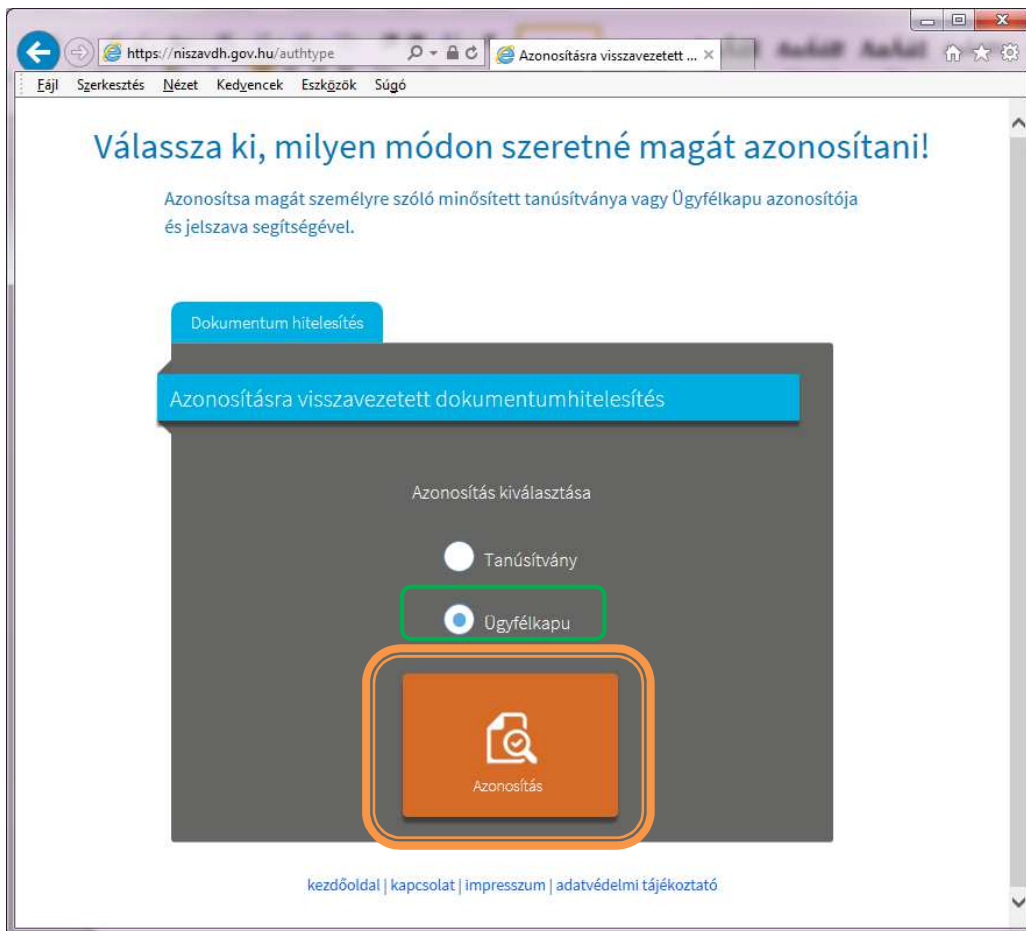 https://niszavdh.gov.hu/authtype
Azonosításra visszavezetett ...
Fájl Szerkesztés Nézet Kedvencek Eszközök Súgó
Válassza ki, milyen módon szeretné magát azonosítani!
Azonosítsa magát személyre szóló minősített tanúsítványa vagy Ügyfélkapu azonosítója
és jelszava segítségével.
Dokumentum hitelesítés
Azonosításra visszavezetett dokumentumhitelesítés
Azonosítás kiválasztása
Tanúsítvány
Ügyfélkapu
Azonosítás
kezdőoldal | kapcsolat | impresszum | adatvédelmi tájékoztató